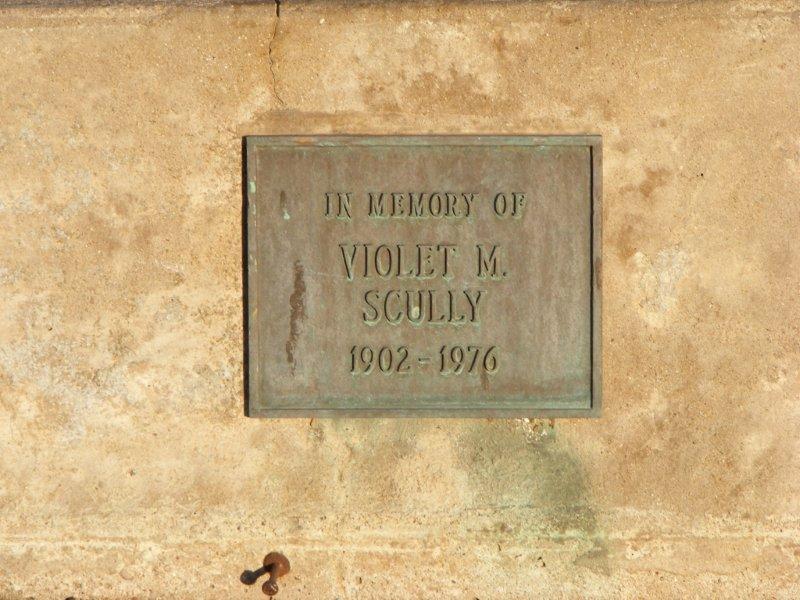 IN MEMORY OF
VIOLET M.
SCULLY
1902-1976